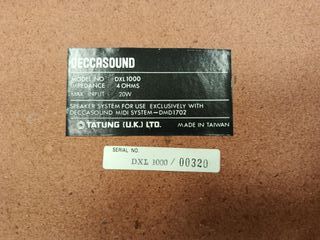 DECCASOUND
MODEL NO DXL1000
IMPEDANCE : 4 OHMS
MAX INPUT : 20W
SPEAKER SYSTEM FOR USE EXCLUSIVELY WITH
DECCASOUND MIDI SYSTEM-DMD1702
TATUNG (U.K.) LTD. MADE IN TAIWAN
SERIAL NO.
DXL 1000 / 00320